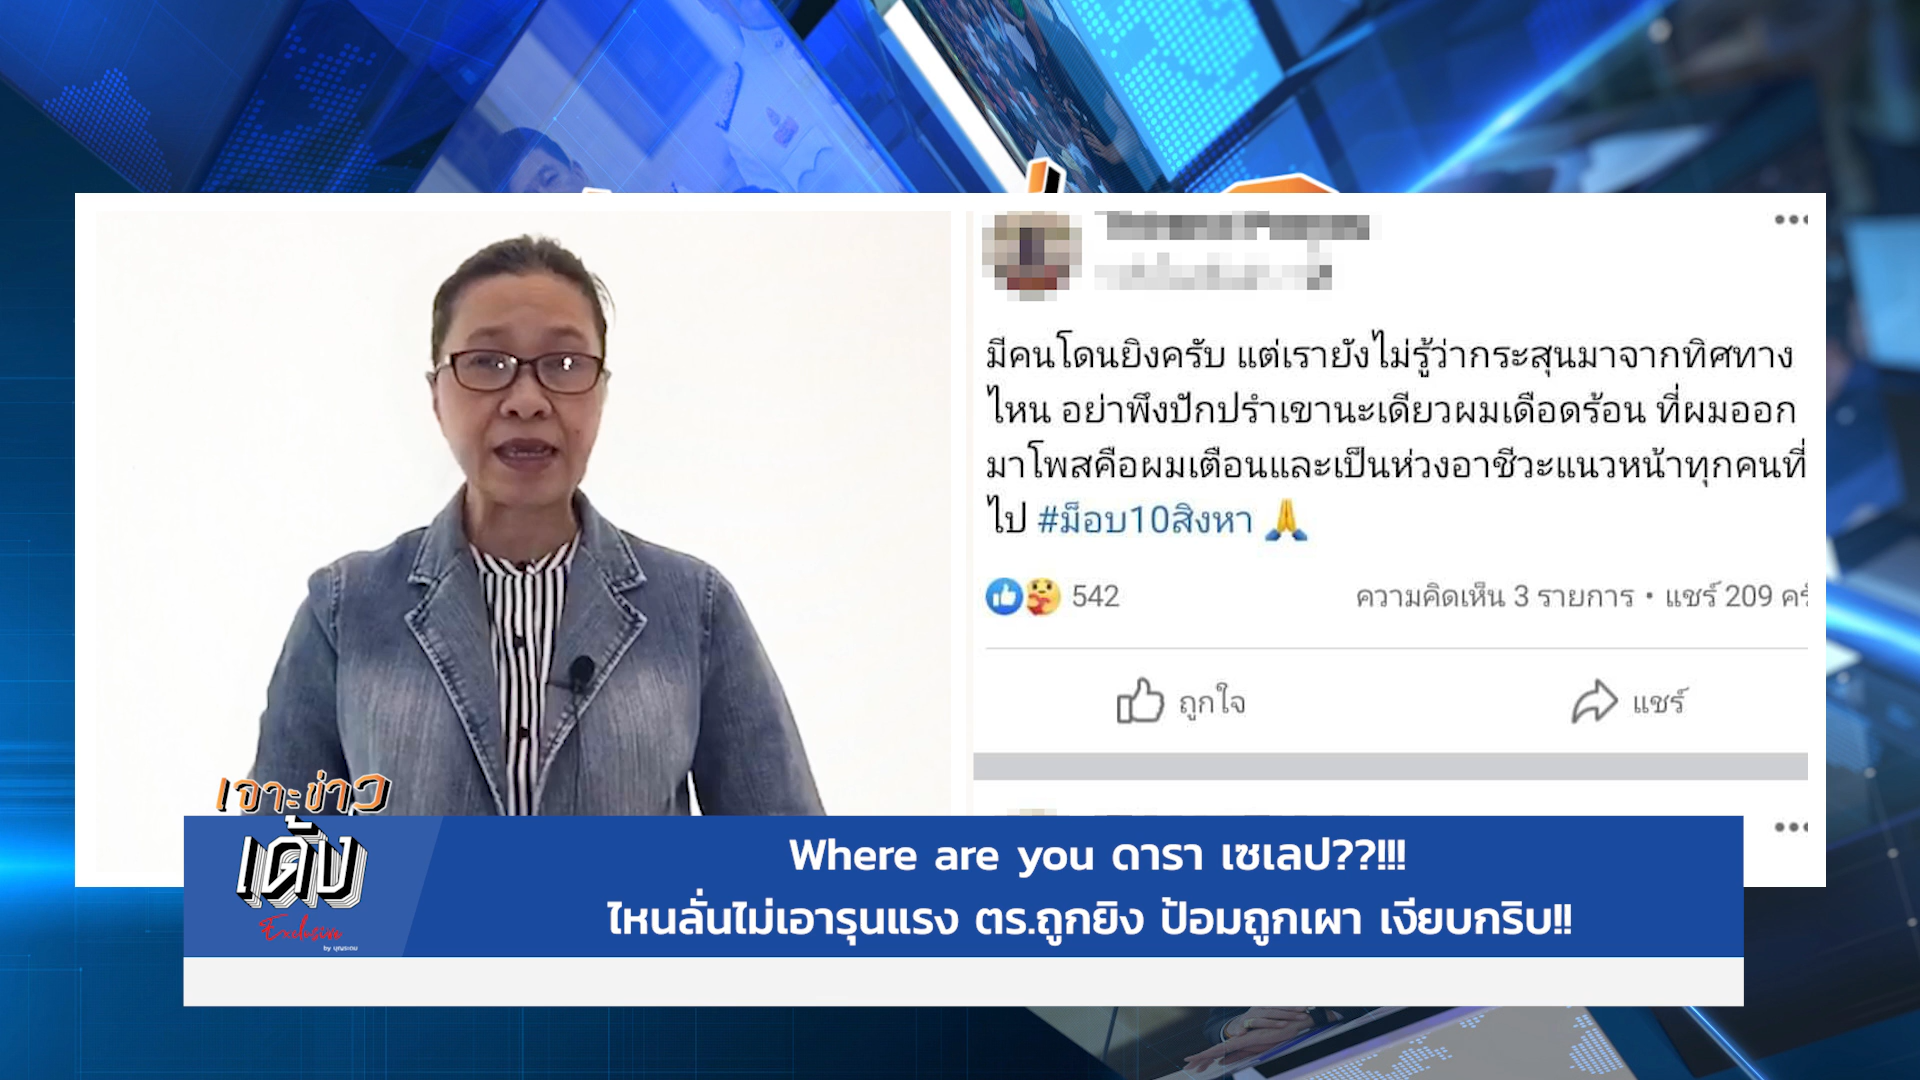 มีคนโดนยิงครับ แต่เรายังไม่รู้ว่ากระสุนมาจากทิศทาง
ไหน อย่าพึงปักปรำเขานะเดียวผมเดือดร้อน ที่ผมออก
มาโพสคือผมเตือนและเป็นห่วงอาชีวะแนวหน้าทุกคนที่
ไป #ม็อบ10สิงหา 🙏
542
ความคิดเห็น 3 รายการ • แชร์ 209
ถูกใจ
แชร์
เจาะข่าว
เด้ง
Exclusive
by บุญระดม
Where are you ดารา เซเลป??!!!
ไหนลั่นไม่เอารุนแรง ตร.ถูกยิง ป้อมถูกเผา เงียบกริบ!!